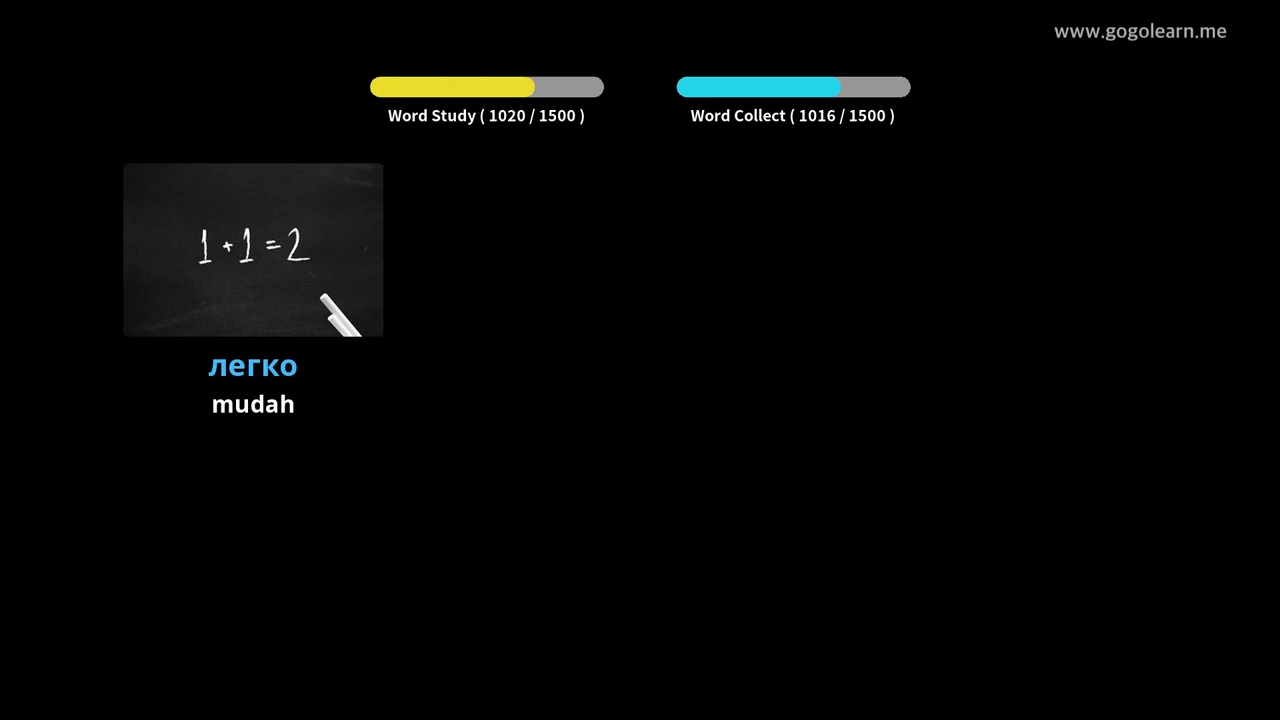 www.gogolearn.me
Word Study ( 1020 / 1500 )
Word Collect ( 1016 / 1500 )
1 + 1 = 2
легко
mudah